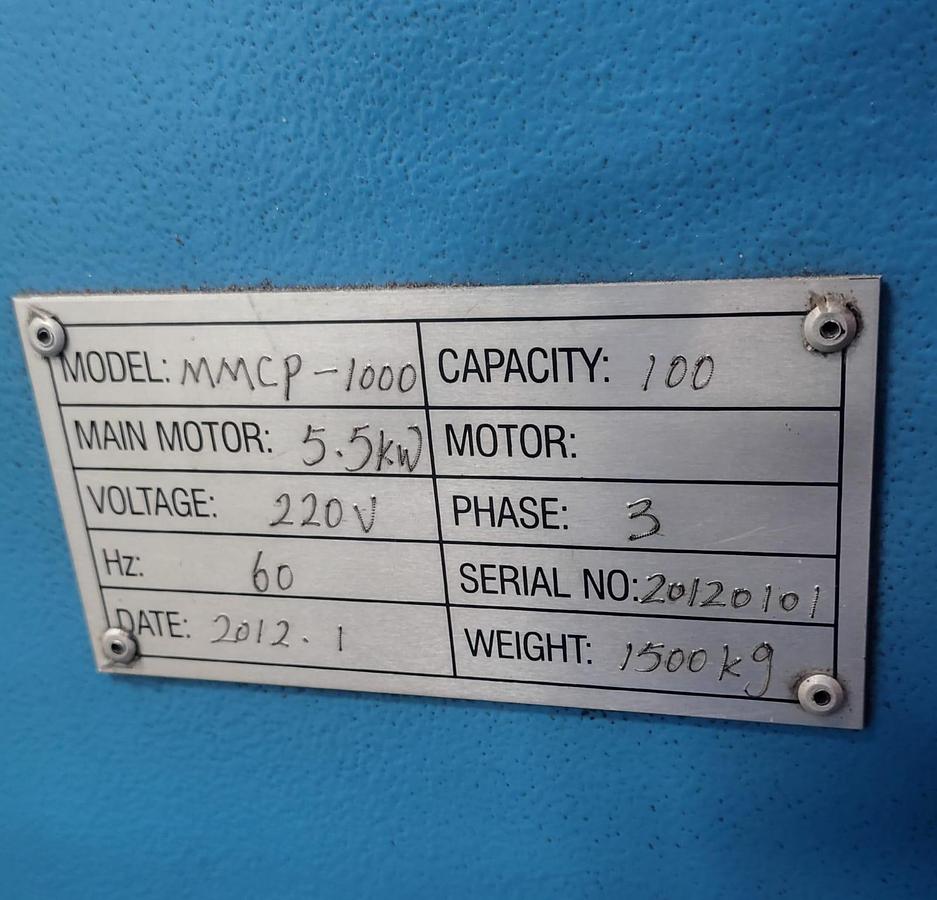 MODEL: MMCP-1000 CAPACITY: 100
MAIN MOTOR: 5.5kW MOTOR:
VOLTAGE: 220V PHASE: 3
Hz: 60 SERIAL NO: 20120101
DATE: 2012.1 WEIGHT: 1500kg